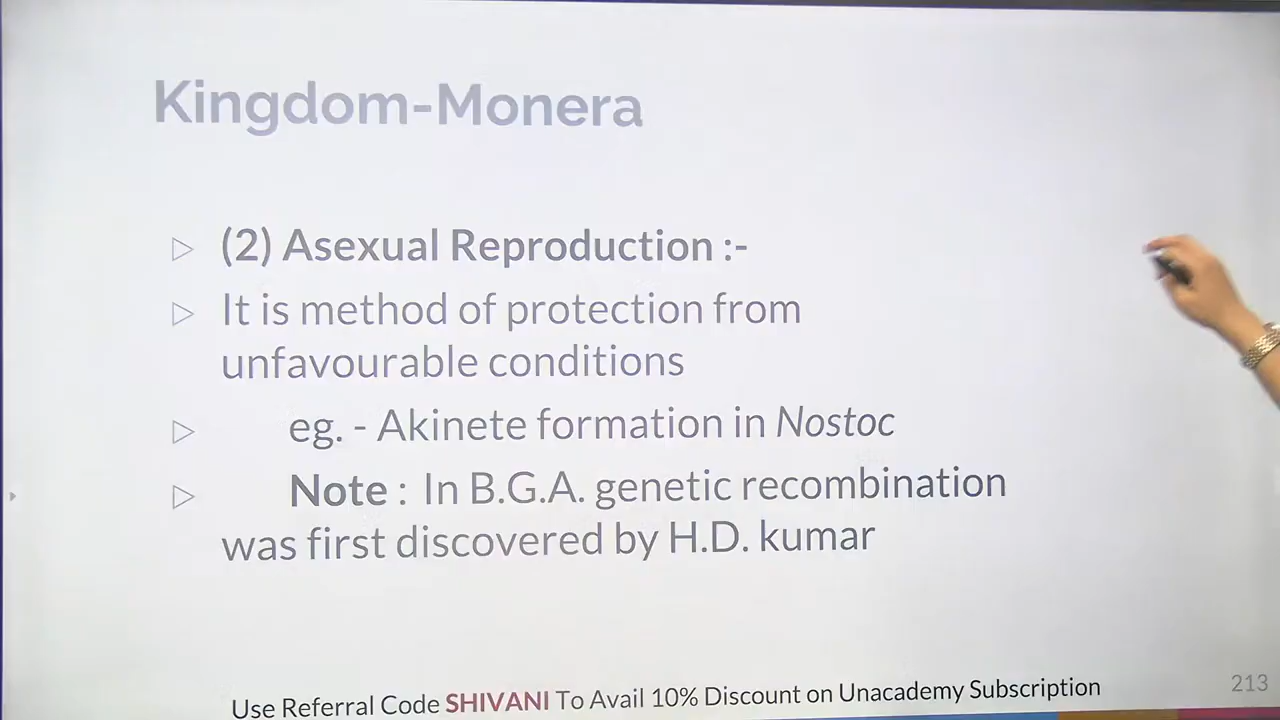 Kingdom-Monera
(2) Asexual Reproduction :-
It is method of protection from
unfavourable conditions
eg. - Akinete formation in Nostoc
Note : In B.G.A. genetic recombination
was first discovered by H.D. kumar
Use Referral Code SHIVANI To Avail 10% Discount on Unacademy Subscription
213